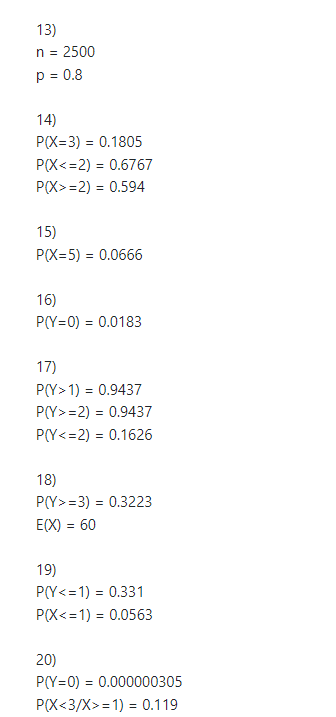 13)
n = 2500
p = 0.8
14)
P(X=3) = 0.1805
P(X<=2) = 0.6767
P(X>=2) = 0.594
15)
P(X=5) = 0.0666
16)
P(Y=0) = 0.0183
17)
P(Y>1) = 0.9437
P(Y>=2) = 0.9437
P(Y<=2) = 0.1626
18)
P(Y>=3) = 0.3223
E(X) = 60
19)
P(Y<=1) = 0.331
P(X<=1) = 0.0563
20)
P(Y=0) = 0.000000305
P(X<3/X>=1) = 0.119